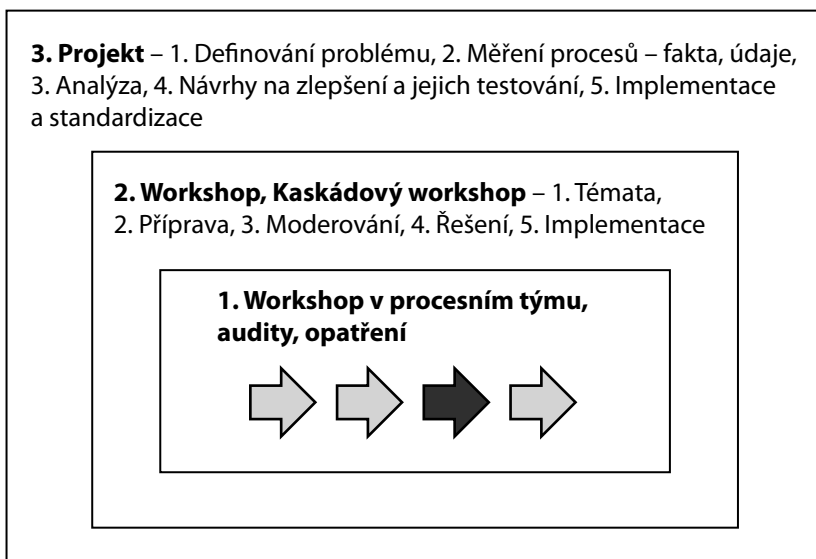 3. Projekt – 1. Definování problému, 2. Měření procesů – fakta, údaje,
3. Analýza, 4. Návrhy na zlepšení a jejich testování, 5. Implementace
a standardizace
2. Workshop, Kaskádový workshop – 1. Témata,
2. Příprava, 3. Moderování, 4. Řešení, 5. Implementace
1. Workshop v procesním týmu,
audity, opatření